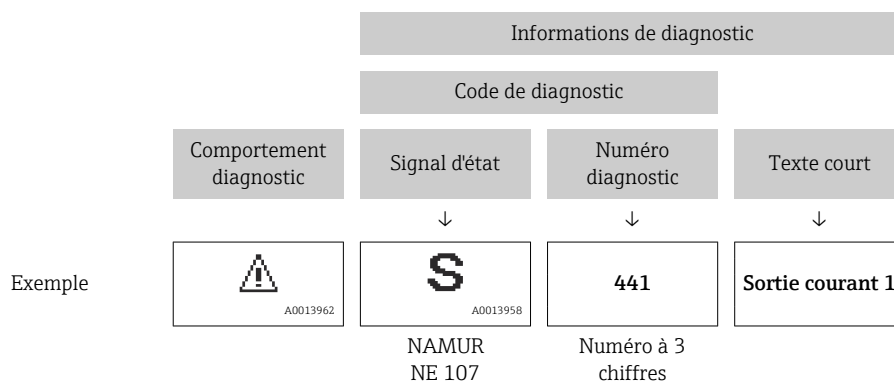 Informations de diagnostic
Code de diagnostic
Comportement
diagnostic
Signal d'état
Numéro
diagnostic
Texte court
↓ ↓ ↓
Exemple
A0013962
S
A0013958
441
Sortie courant 1
NAMUR
NE 107
Numéro à 3
chiffres